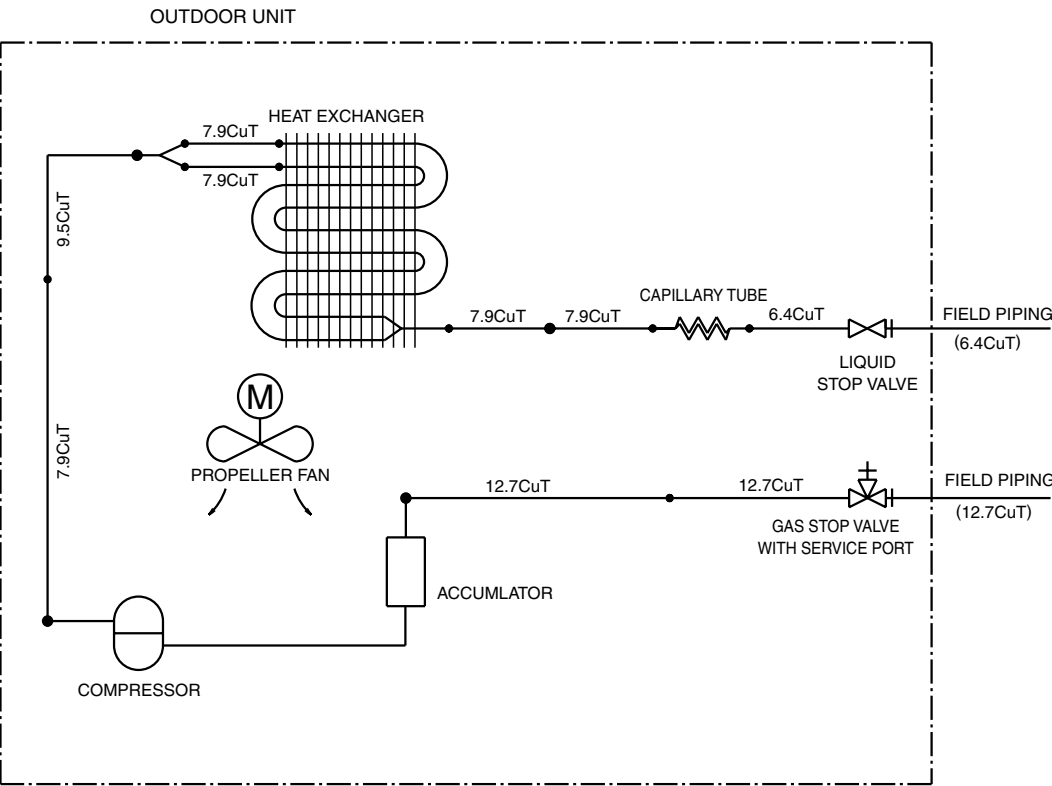 OUTDOOR UNIT
HEAT EXCHANGER
7.9CuT
7.9CuT
9.5CuT
CAPILLARY TUBE
7.9CuT
7.9CuT
6.4CuT
FIELD PIPING
(6.4CuT)
LIQUID
STOP VALVE
M
7.9CuT
PROPELLER FAN
12.7CuT
12.7CuT
FIELD PIPING
(12.7CuT)
GAS STOP VALVE
WITH SERVICE PORT
ACCUMLATOR
COMPRESSOR